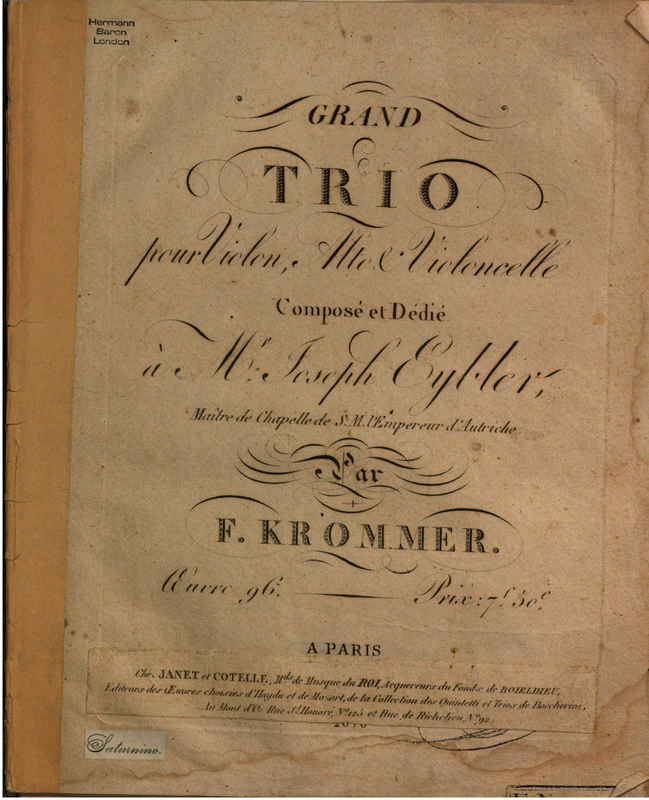 Hermann
Baron
London
GRAND
TRIO
pour Violon, Alto & Violoncelle
Composé et Dédié
à Mr. Joseph Eybler,
Maître de Chapelle de S. M. l'Empereur d'Autriche
Par
F. KROMMER.
Œuvre 96. Prix: 7f 50c
A PARIS
Chez JANET et COTELLE, Mds de Musique du ROI, Acquereurs du Fonds de BOIELDIEU,
Editeurs des Œuvres choisies d'Haydn et de Mozart, de la Collection des Quintetti et Trios de Boccherini,
Au Mont d'Or Rue St. Honoré, No. 125 et Rue de Richelieu, No. 92
Saturnino.